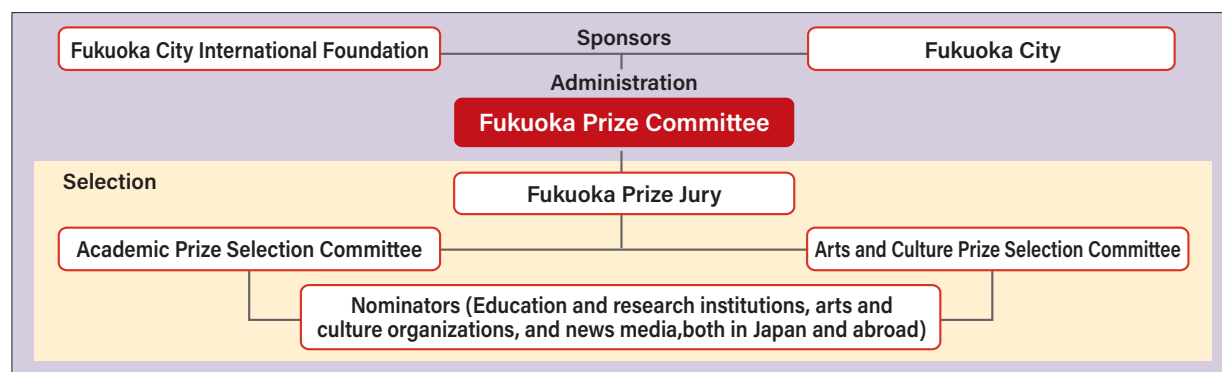 Fukuoka City International Foundation
Sponsors
Fukuoka City
Administration
Fukuoka Prize Committee
Selection
Fukuoka Prize Jury
Academic Prize Selection Committee
Arts and Culture Prize Selection Committee
Nominators (Education and research institutions, arts and
culture organizations, and news media,both in Japan and abroad)